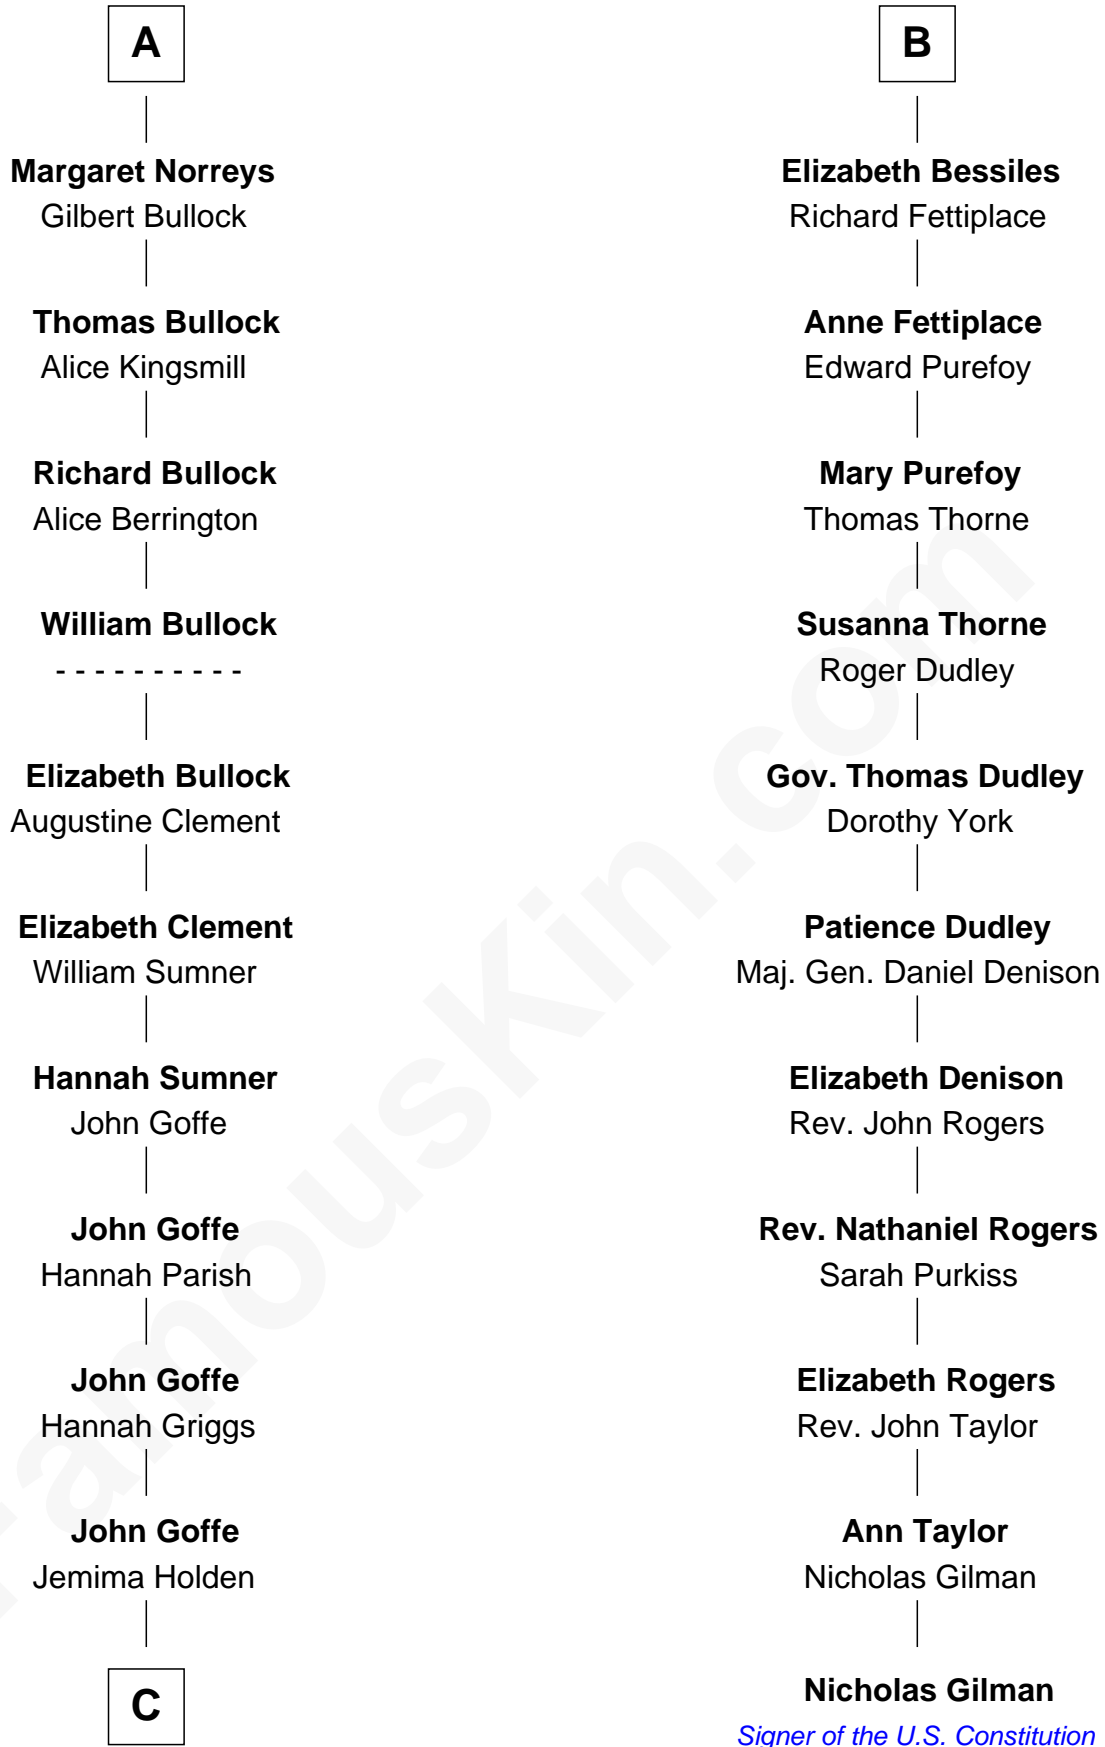 A
Margaret Norreys
Gilbert Bullock
Thomas Bullock
Alice Kingsmill
Richard Bullock
Alice Berrington
William Bullock
- - - - - - - - - -
Elizabeth Bullock
Augustine Clement
Elizabeth Clement
William Sumner
Hannah Sumner
John Goffe
John Goffe
Hannah Parish
John Goffe
Hannah Griggs
John Goffe
Jemima Holden
C
B
Elizabeth Bessiles
Richard Fettiplace
Anne Fettiplace
Edward Purefoy
Mary Purefoy
Thomas Thorne
Susanna Thorne
Roger Dudley
Gov. Thomas Dudley
Dorothy York
Patience Dudley
Maj. Gen. Daniel Denison
Elizabeth Denison
Rev. John Rogers
Rev. Nathaniel Rogers
Sarah Purkiss
Elizabeth Rogers
Rev. John Taylor
Ann Taylor
Nicholas Gilman
Nicholas Gilman
Signer of the U.S. Constitution
FamousKin.com